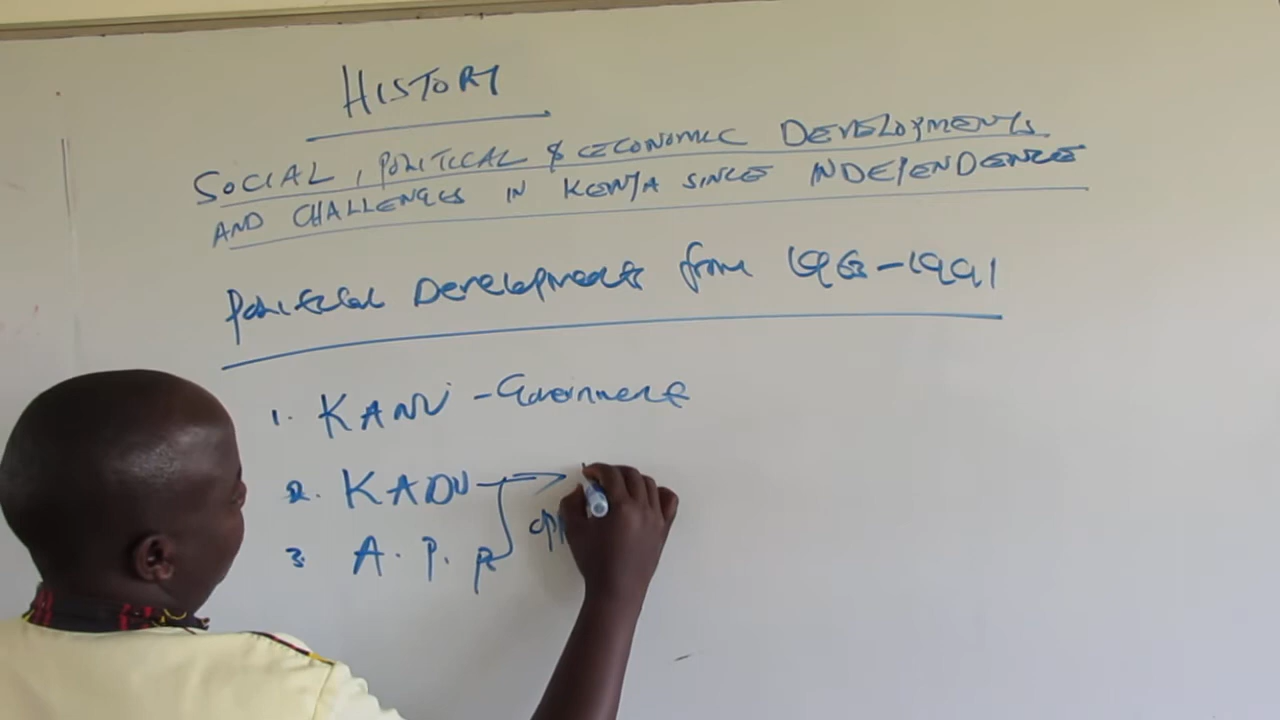 HISTORY
SOCIAL, POLITICAL & ECONOMIC DEVELOPMENTS
AND CHALLENGES IN KENYA SINCE INDEPENDENCE
Political Developments from 1963-1991
1. KANU - Government
2. KADU
3. A. P. P
opp